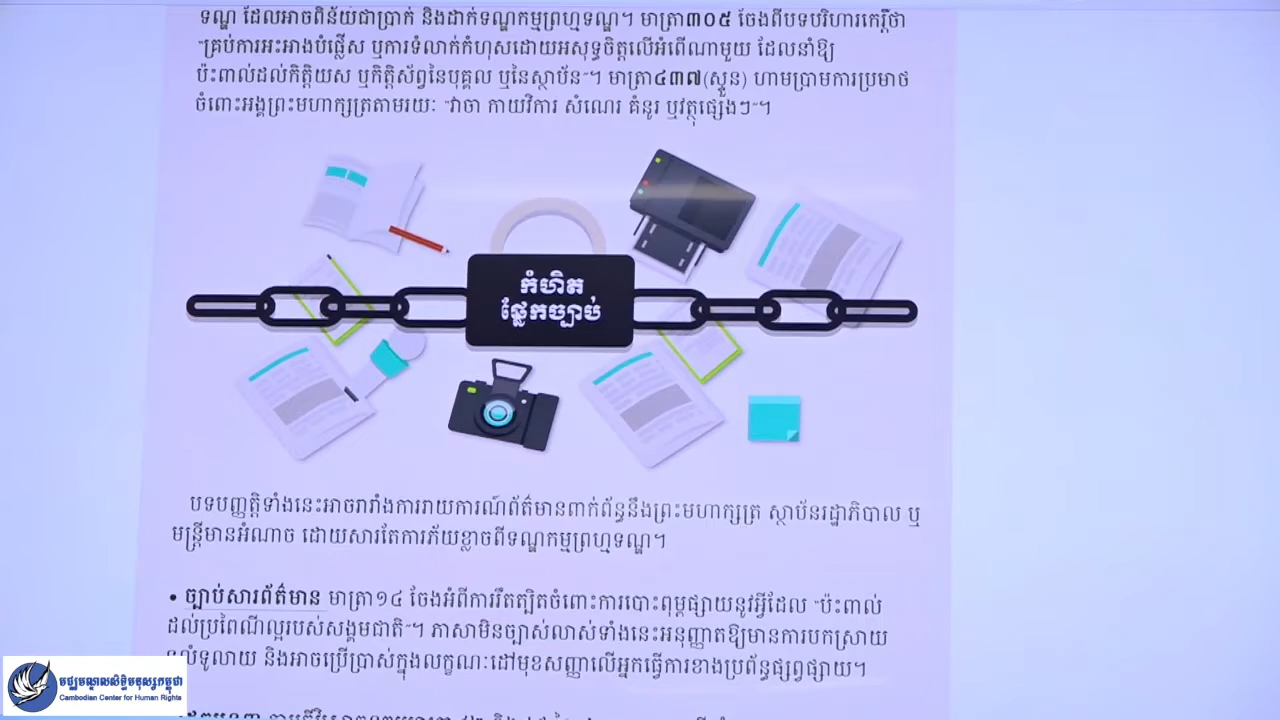 ទណ្ឌ ដែលអាចពិន័យជាប្រាក់ និងដាក់ទណ្ឌកម្មព្រហ្មទណ្ឌ។ មាត្រា៣០៥ ចែងពីបទបរិហារកេរ្តិ៍ថា
"គ្រប់ការអះអាងបំផ្លើស ឬការទំលាក់កំហុសដោយអសុទ្ធចិត្តលើអំពើណាមួយ ដែលនាំឱ្យ
ប៉ះពាល់ដល់កិត្តិយស ឬកិត្តិស័ព្ទនៃបុគ្គល ឬនៃស្ថាប័ន"។ មាត្រា៤៣៧(ស្ទួន) ហាមប្រាមការប្រមាថ
ចំពោះអង្គព្រះមហាក្សត្រតាមរយៈ "វាចា កាយវិការ សំណេរ គំនូរ ឬវត្ថុផ្សេងៗ"។
កំហិត
ផ្លែកច្បាប់
បទបញ្ញត្តិទាំងនេះអាចរារាំងការរាយការណ៍ព័ត៌មានពាក់ព័ន្ធនឹងព្រះមហាក្សត្រ ស្ថាប័នរដ្ឋាភិបាល ឬ
មន្ត្រីមានអំណាច ដោយសារតែការភ័យខ្លាចពីទណ្ឌកម្មព្រហ្មទណ្ឌ។
• ច្បាប់សារព័ត៌មាន មាត្រា១៤ ចែងអំពីការរឹតត្បិតចំពោះការបោះពុម្ពផ្សាយនូវអ្វីដែល "ប៉ះពាល់
ដល់ប្រពៃណីល្អរបស់សង្គមជាតិ"។ ភាសាមិនច្បាស់លាស់ទាំងនេះអនុញ្ញាតឱ្យមានការបកស្រាយ
ទូលំទូលាយ និងអាចប្រើប្រាស់ក្នុងលក្ខណៈដៅមុខសញ្ញាលើអ្នកធ្វើការខាងប្រព័ន្ធផ្សព្វផ្សាយ។
មជ្ឈមណ្ឌលសិទ្ធិមនុស្សកម្ពុជា
Cambodian Center for Human Rights